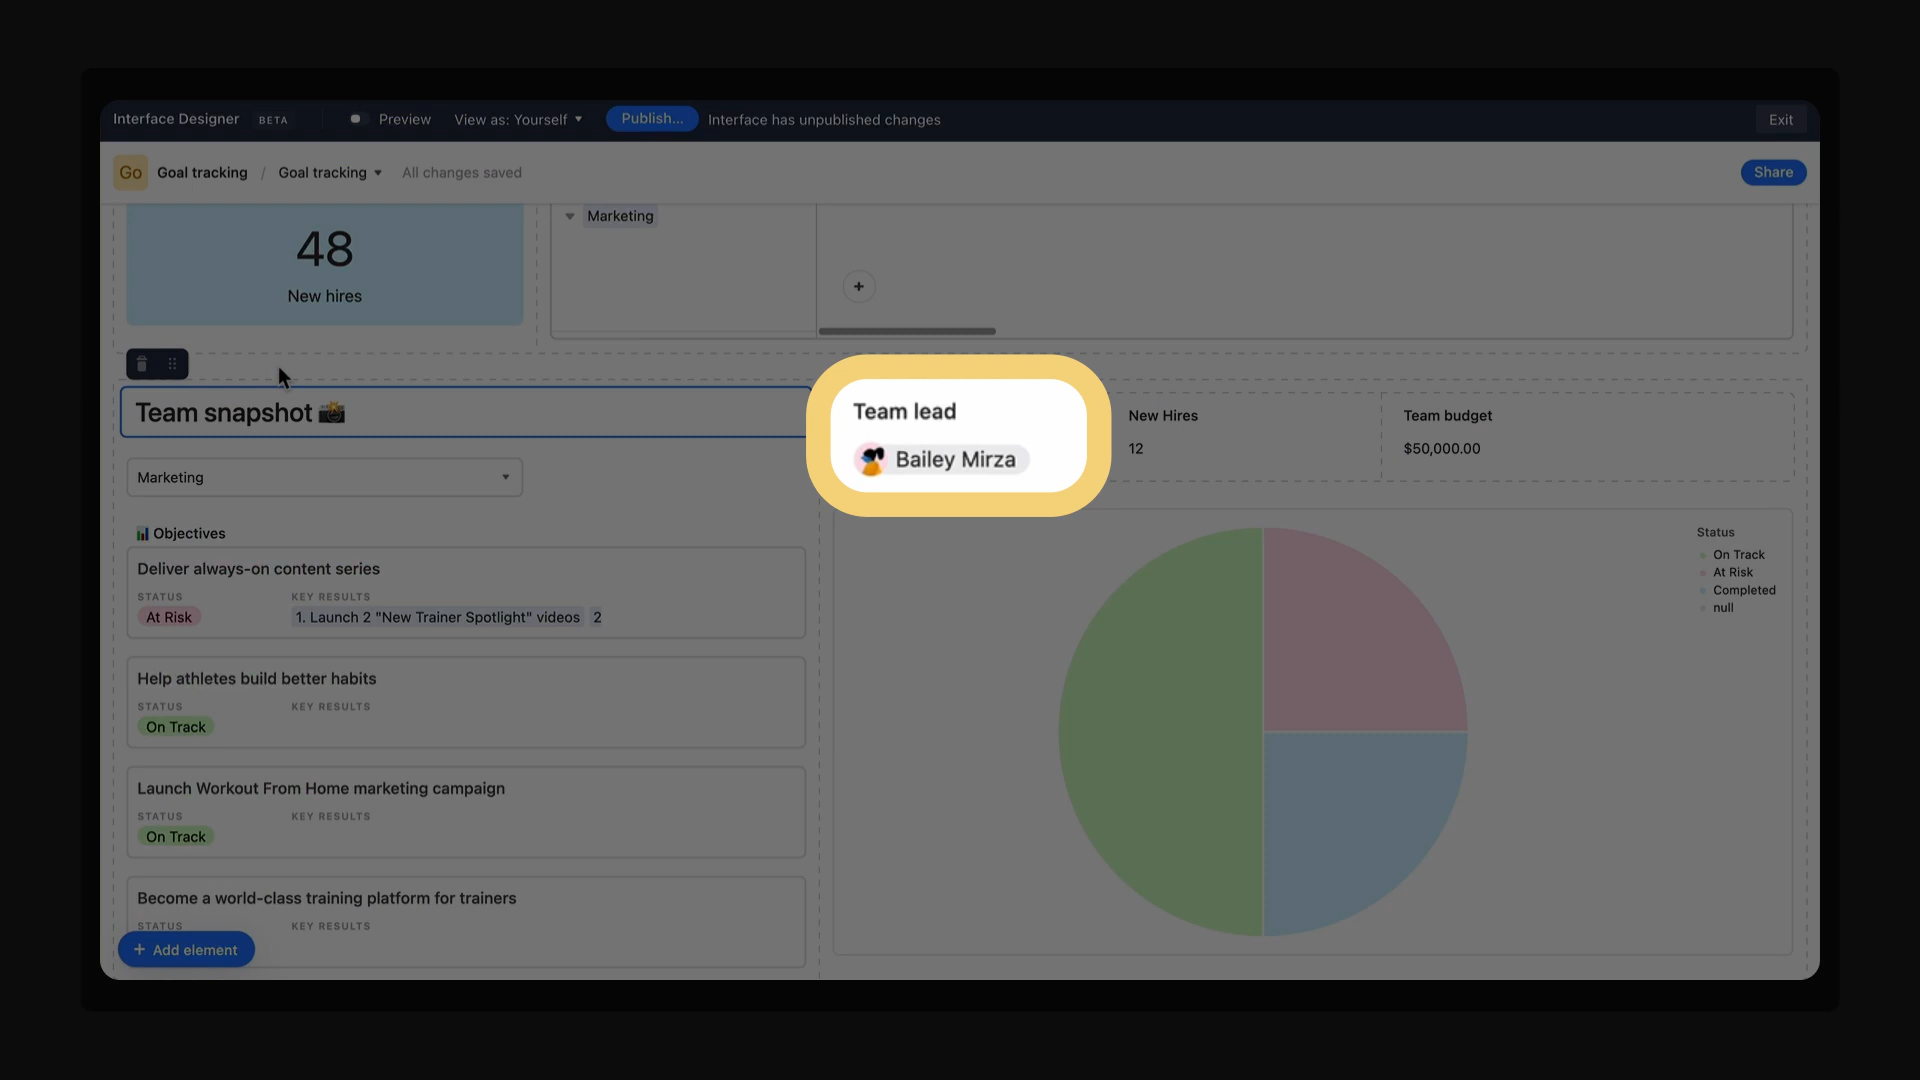 Interface Designer BETA Preview View as: Yourself Publish... Interface has unpublished changes Exit
Go Goal tracking / Goal tracking All changes saved Share
48
New hires
Marketing
+
Team snapshot
Marketing
Team lead
Bailey Mirza
New Hires
12
Team budget
$50,000.00
Objectives
Deliver always-on content series
STATUS KEY RESULTS
At Risk 1. Launch 2 "New Trainer Spotlight" videos 2
Help athletes build better habits
STATUS KEY RESULTS
On Track
Launch Workout From Home marketing campaign
STATUS KEY RESULTS
On Track
Become a world-class training platform for trainers
STATUS KEY RESULTS
+ Add element
Status
On Track
At Risk
Completed
null